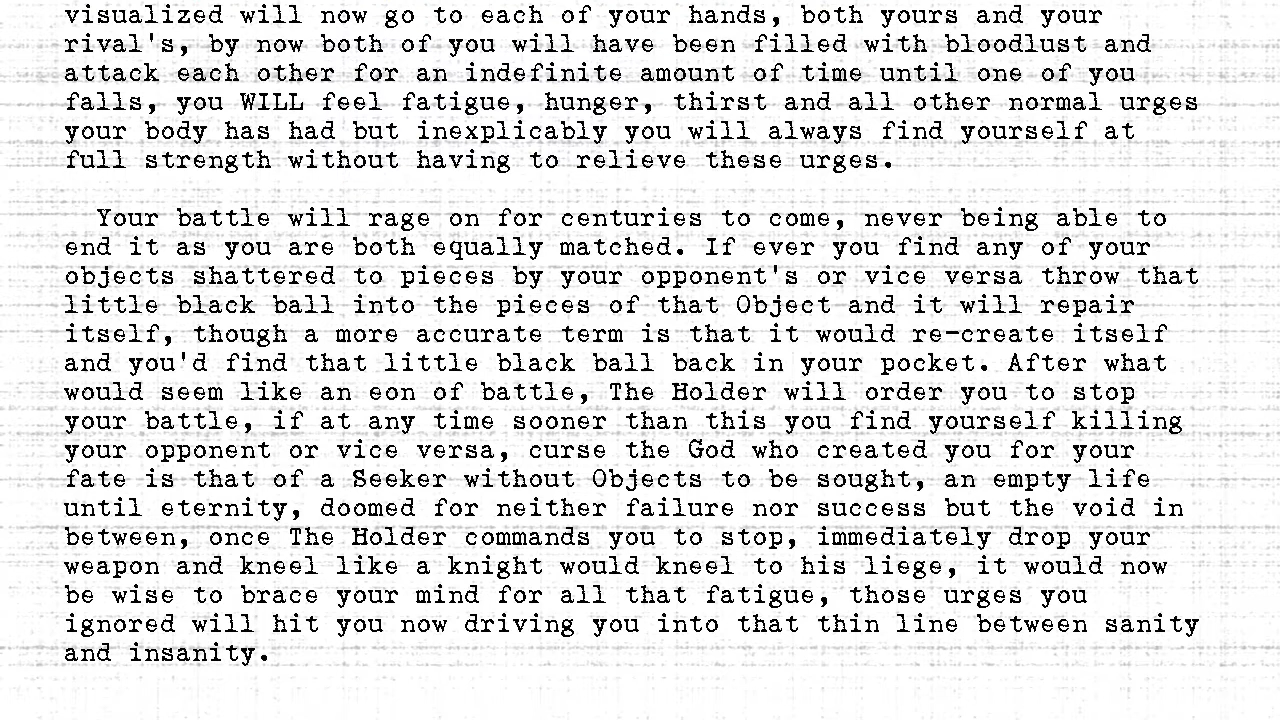 visualized will now go to each of your hands, both yours and your
rival's, by now both of you will have been filled with bloodlust and
attack each other for an indefinite amount of time until one of you
falls, you WILL feel fatigue, hunger, thirst and all other normal urges
your body has had but inexplicably you will always find yourself at
full strength without having to relieve these urges.
Your battle will rage on for centuries to come, never being able to
end it as you are both equally matched. If ever you find any of your
objects shattered to pieces by your opponent's or vice versa throw that
little black ball into the pieces of that Object and it will repair
itself, though a more accurate term is that it would re-create itself
and you'd find that little black ball back in your pocket. After what
would seem like an eon of battle, The Holder will order you to stop
your battle, if at any time sooner than this you find yourself killing
your opponent or vice versa, curse the God who created you for your
fate is that of a Seeker without Objects to be sought, an empty life
until eternity, doomed for neither failure nor success but the void in
between, once The Holder commands you to stop, immediately drop your
weapon and kneel like a knight would kneel to his liege, it would now
be wise to brace your mind for all that fatigue, those urges you
ignored will hit you now driving you into that thin line between sanity
and insanity.